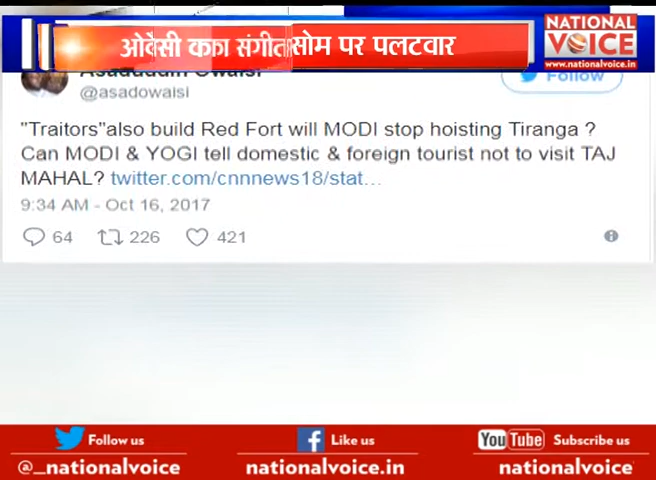 ओवैसी का संगीत सोम पर पलटवार
NATIONAL
VOICE
www.nationalvoice.in
Asaduddin Owaisi
Follow
@asadowaisi
"Traitors"also build Red Fort will MODI stop hoisting Tiranga ?
Can MODI & YOGI tell domestic & foreign tourist not to visit TAJ
MAHAL? twitter.com/cnnnews18/stat...
9:34 AM - Oct 16, 2017
64 226 421
Follow us
@_nationalvoice
Like us
nationalvoice.in
YouTube Subscribe us
nationalvoice